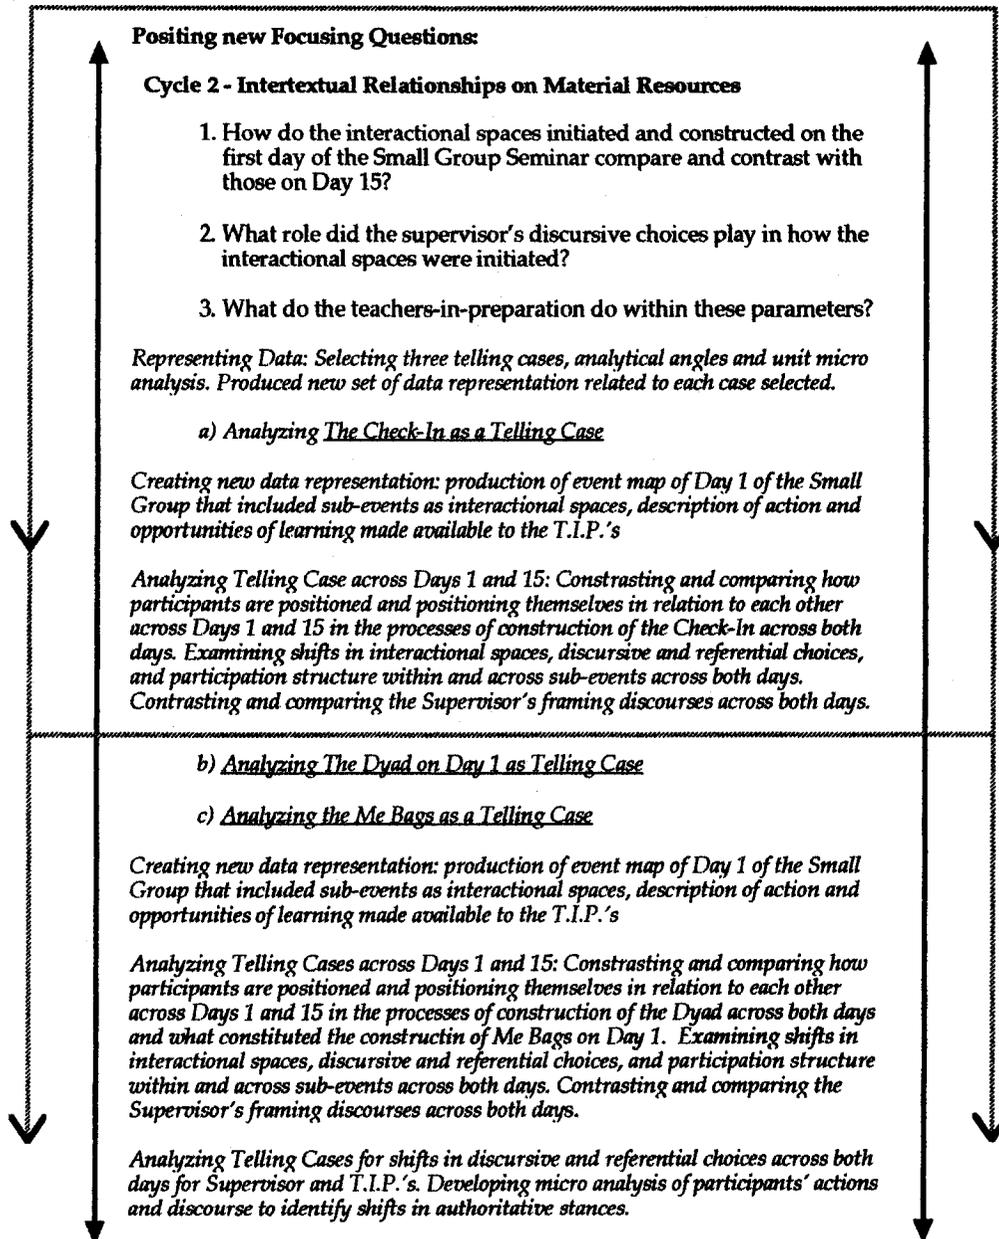 Positing new Focusing Questions:
Cycle 2 - Intertextual Relationships on Material Resources
1. How do the interactional spaces initiated and constructed on the
first day of the Small Group Seminar compare and contrast with
those on Day 15?
2. What role did the supervisor's discursive choices play in how the
interactional spaces were initiated?
3. What do the teachers-in-preparation do within these parameters?
Representing Data: Selecting three telling cases, analytical angles and unit micro
analysis. Produced new set of data representation related to each case selected.
a) Analyzing The Check-In as a Telling Case
Creating new data representation: production of event map of Day 1 of the Small
Group that included sub-events as interactional spaces, description of action and
opportunities of learning made available to the T.I.P.'s
Analyzing Telling Case across Days 1 and 15: Constrasting and comparing how
participants are positioned and positioning themselves in relation to each other
across Days 1 and 15 in the processes of construction of the Check-In across both
days. Examining shifts in interactional spaces, discursive and referential choices,
and participation structure within and across sub-events across both days.
Contrasting and comparing the Supervisor's framing discourses across both days.
b) Analyzing The Dyad on Day 1 as Telling Case
c) Analyzing the Me Bags as a Telling Case
Creating new data representation: production of event map of Day 1 of the Small
Group that included sub-events as interactional spaces, description of action and
opportunities of learning made available to the T.I.P.'s
Analyzing Telling Cases across Days 1 and 15: Constrasting and comparing how
participants are positioned and positioning themselves in relation to each other
across Days 1 and 15 in the processes of construction of the Dyad across both days
and what constituted the constructin of Me Bags on Day 1. Examining shifts in
interactional spaces, discursive and referential choices, and participation structure
within and across sub-events across both days. Contrasting and comparing the
Supervisor's framing discourses across both days.
Analyzing Telling Cases for shifts in discursive and referential choices across both
days for Supervisor and T.I.P.'s. Developing micro analysis of participants' actions
and discourse to identify shifts in authoritative stances.